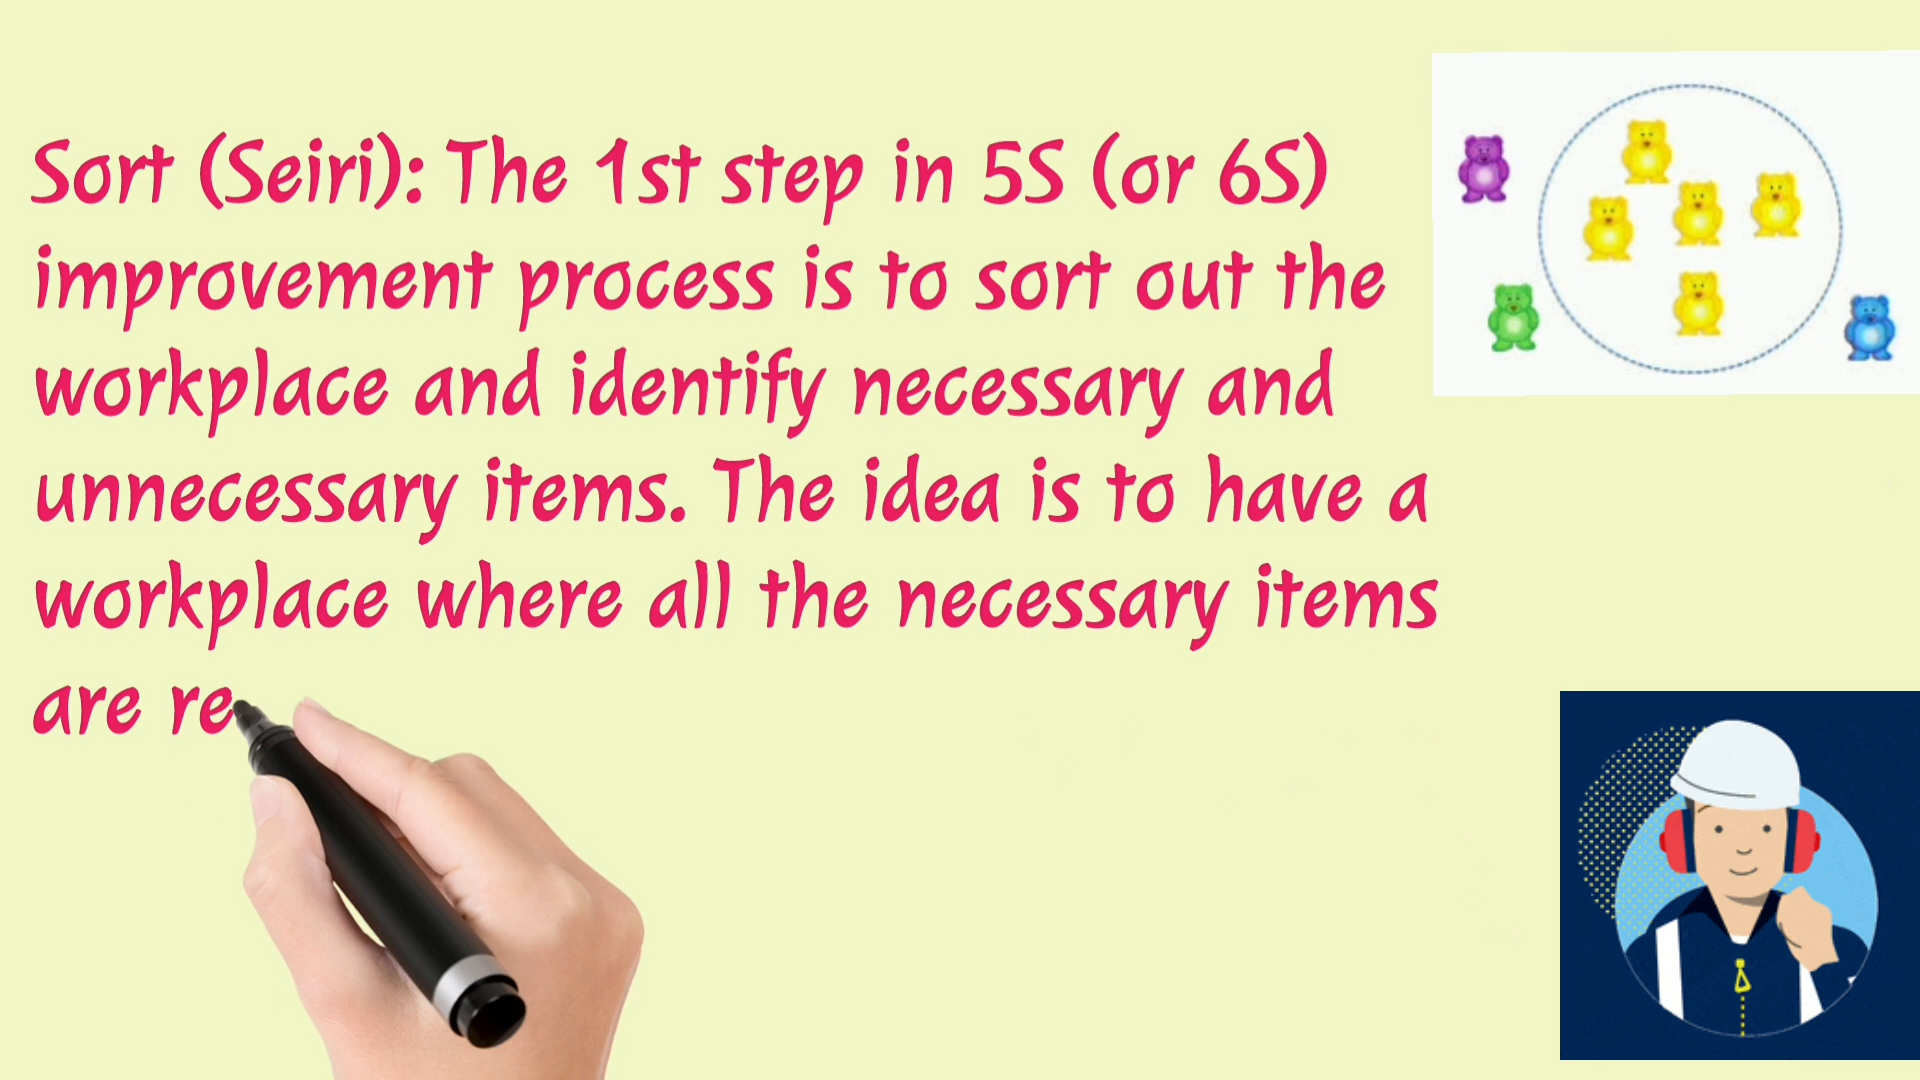 Sort (Seiri): The 1st step in 5S (or 6S)
improvement process is to sort out the
workplace and identify necessary and
unnecessary items. The idea is to have a
workplace where all the necessary items
are re